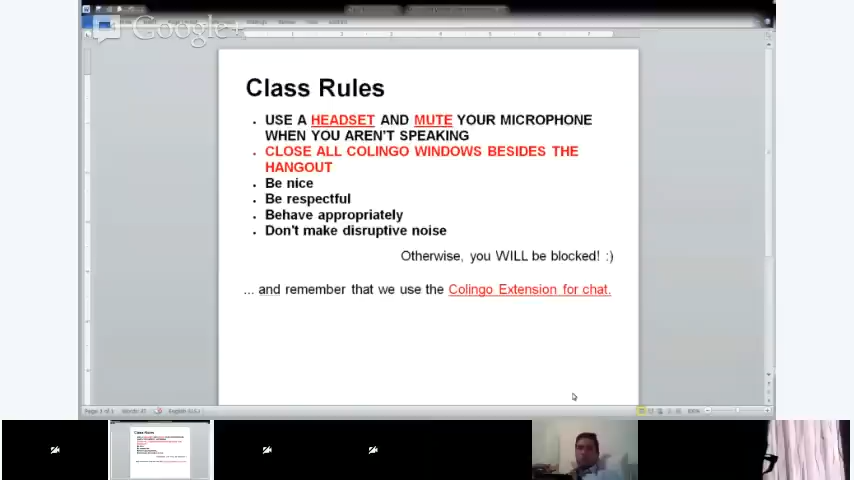 Google+
Class Rules
USE A HEADSET AND MUTE YOUR MICROPHONE
WHEN YOU AREN'T SPEAKING
CLOSE ALL COLINGO WINDOWS BESIDES THE
HANGOUT
Be nice
Be respectful
Behave appropriately
Don't make disruptive noise
Otherwise, you WILL be blocked! :)
... and remember that we use the Colingo Extension for chat.
Class Rules